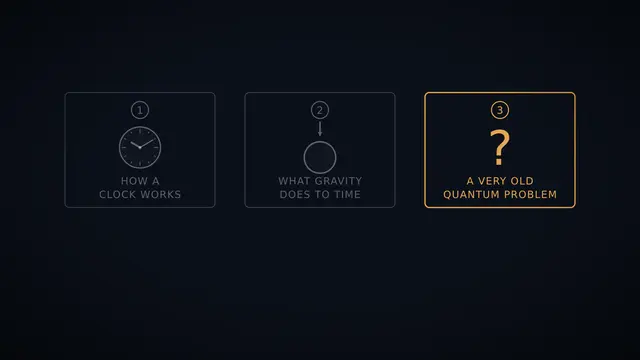 1
HOW A
CLOCK WORKS
2
WHAT GRAVITY
DOES TO TIME
3
?
A VERY OLD
QUANTUM PROBLEM